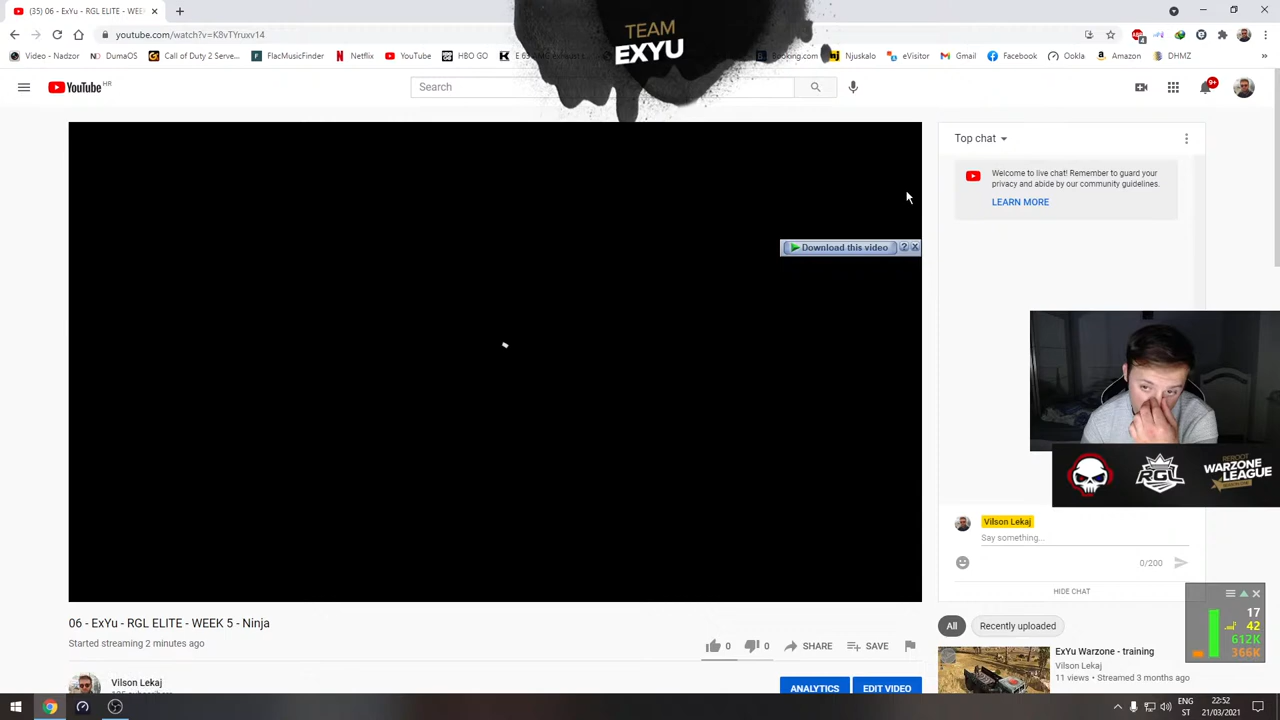 (35) 06 - ExYu - RGL ELITE - WEE
youtube.com/watch?v=K8vTYruxv14
Video - Nadzor
Call of Duty 2 Serve...
FlacMusicFinder
Netflix
YouTube
HBO GO
Booking.com
Njuskalo
eVisitor
Gmail
Facebook
Ookla
Amazon
DHMZ
TEAM
EXYU
YouTube HR
Search
9+
Top chat
Welcome to live chat! Remember to guard your
privacy and abide by our community guidelines.
LEARN MORE
Download this video
RGL
REBOOT
WARZONE
LEAGUE
Vilson Lekaj
Say something...
0/200
HIDE CHAT
06 - ExYu - RGL ELITE - WEEK 5 - Ninja
Started streaming 2 minutes ago
0
0
SHARE
SAVE
All
Recently uploaded
17
42
612K
366K
ExYu Warzone - training
Vilson Lekaj
11 views • Streamed 3 months ago
Vilson Lekaj
ANALYTICS
EDIT VIDEO
ENG
ST
22:52
21/03/2021